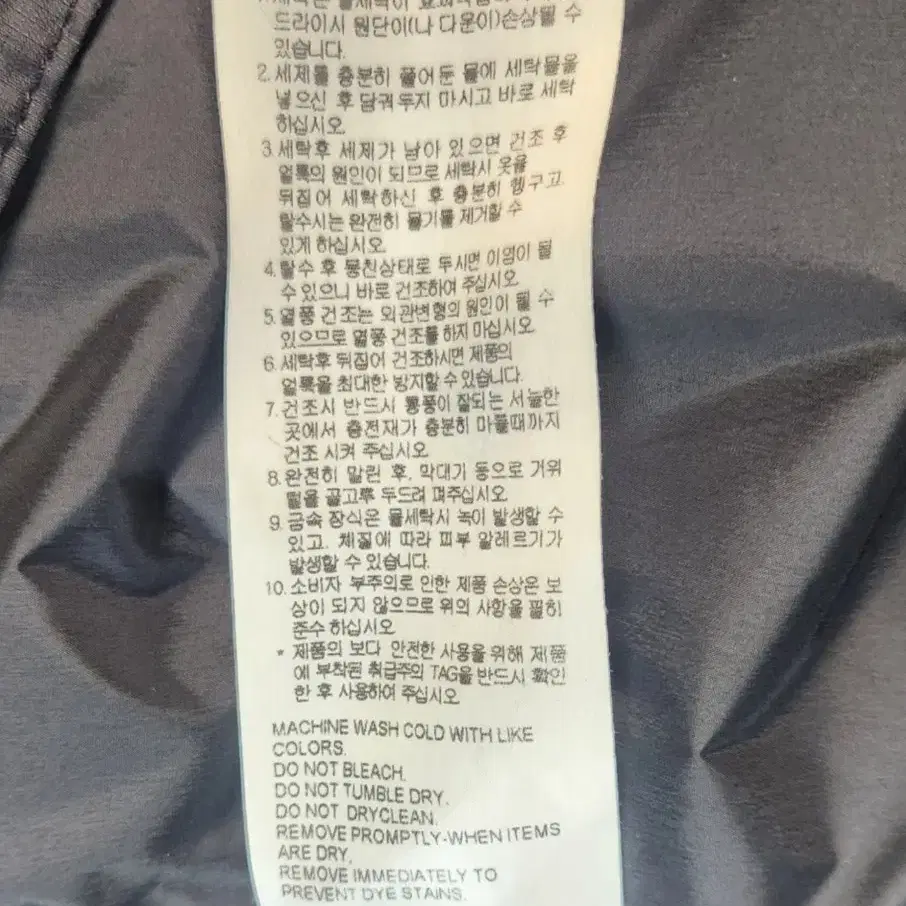 드라이시 원단이(나 다운이)손상될 수
있습니다.
2. 세제를 충분히 풀어둔 물에 세탁물을
넣으신 후 담궈두지 마시고 바로 세탁
하십시오
3. 세탁후 세제가 남아 있으면 건조 후
얼룩의 원인이 되므로 세탁시 옷을
뒤집어 세탁하신 후 충분히 헹구고
탈수시는 완전히 물기를 제거할 수
있게 하십시오.
4. 탈수 후 뭉친상태로 두시면 이염이 될
수 있으니 바로 건조하여 주십시오.
5. 열풍 건조는 외관변형의 원인이 될 수
있으므로 열풍 건조를 하지 마십시오.
6. 세탁후 뒤집어 건조하시면 제품의
얼룩을 최대한 방지할 수 있습니다.
7. 건조시 반드시 통풍이 잘되는 서늘한
곳에서 충전재가 충분히 마를때까지
건조 시켜 주십시오.
8. 완전히 말린 후, 막대기 등으로 거위
털을 골고루 두드려 펴주십시오.
9. 금속 장식은 물세탁시 녹이 발생할 수
있고, 체질에 따라 피부 알레르기가
발생할 수 있습니다.
10. 소비자 부주의로 인한 제품 손상은 보
상이 되지 않으므로 위의 사항을 필히
준수 하십시오.
* 제품의 보다 안전한 사용을 위해 제품
에 부착된 취급주의 TAG을 반드시 확인
한 후 사용하여 주십시오
MACHINE WASH COLD WITH LIKE
COLORS.
DO NOT BLEACH.
DO NOT TUMBLE DRY.
DO NOT DRYCLEAN.
REMOVE PROMPTLY-WHEN ITEMS
ARE DRY,
REMOVE IMMEDIATELY TO
PREVENT DYE STAINS.